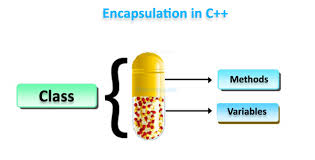 Encapsulation in C++
Class
Methods
Variables